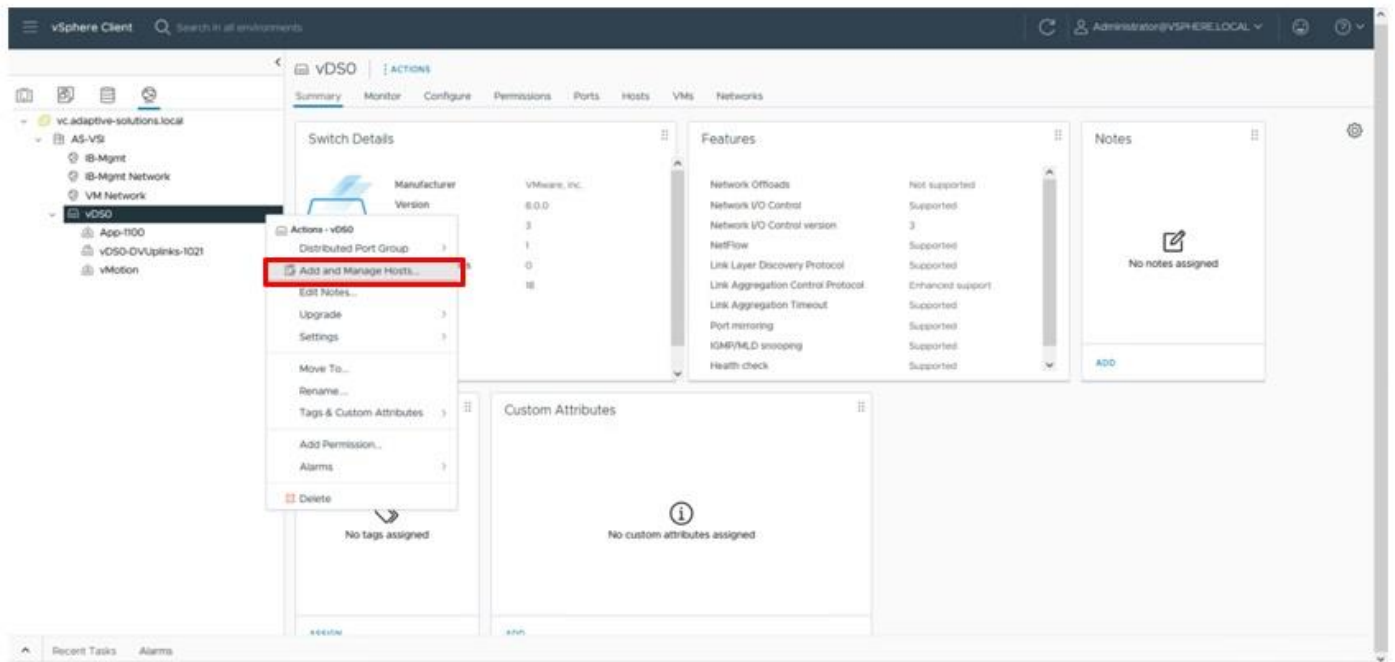 vSphere Client Search in all environments Administrator@VSPHERE.LOCAL
vDS0 ACTIONS
Summary Monitor Configure Permissions Ports Hosts VMs Networks
vc.adaptive-solutions.local
AS-VSI
IB-Mgmt
IB-Mgmt Network
VM Network
vDS0
App-1100
vDS0-DVUplinks-1021
vMotion
Switch Details
Manufacturer VMware, Inc.
Version 8.0.0
3
1
0
18
Actions - vDS0
Distributed Port Group
Add and Manage Hosts...
Edit Notes...
Upgrade
Settings
Move To...
Rename...
Tags & Custom Attributes
Add Permission...
Alarms
Delete
Features
Network Offloads Not supported
Network I/O Control Supported
Network I/O Control version 3
NetFlow Supported
Link Layer Discovery Protocol Supported
Link Aggregation Control Protocol Enhanced support
Link Aggregation Timeout Supported
Port mirroring Supported
IGMP/MLD snooping Supported
Health check Supported
Notes
No notes assigned
ADD
No tags assigned
ASSIGN
Custom Attributes
No custom attributes assigned
ADD
Recent Tasks Alarms